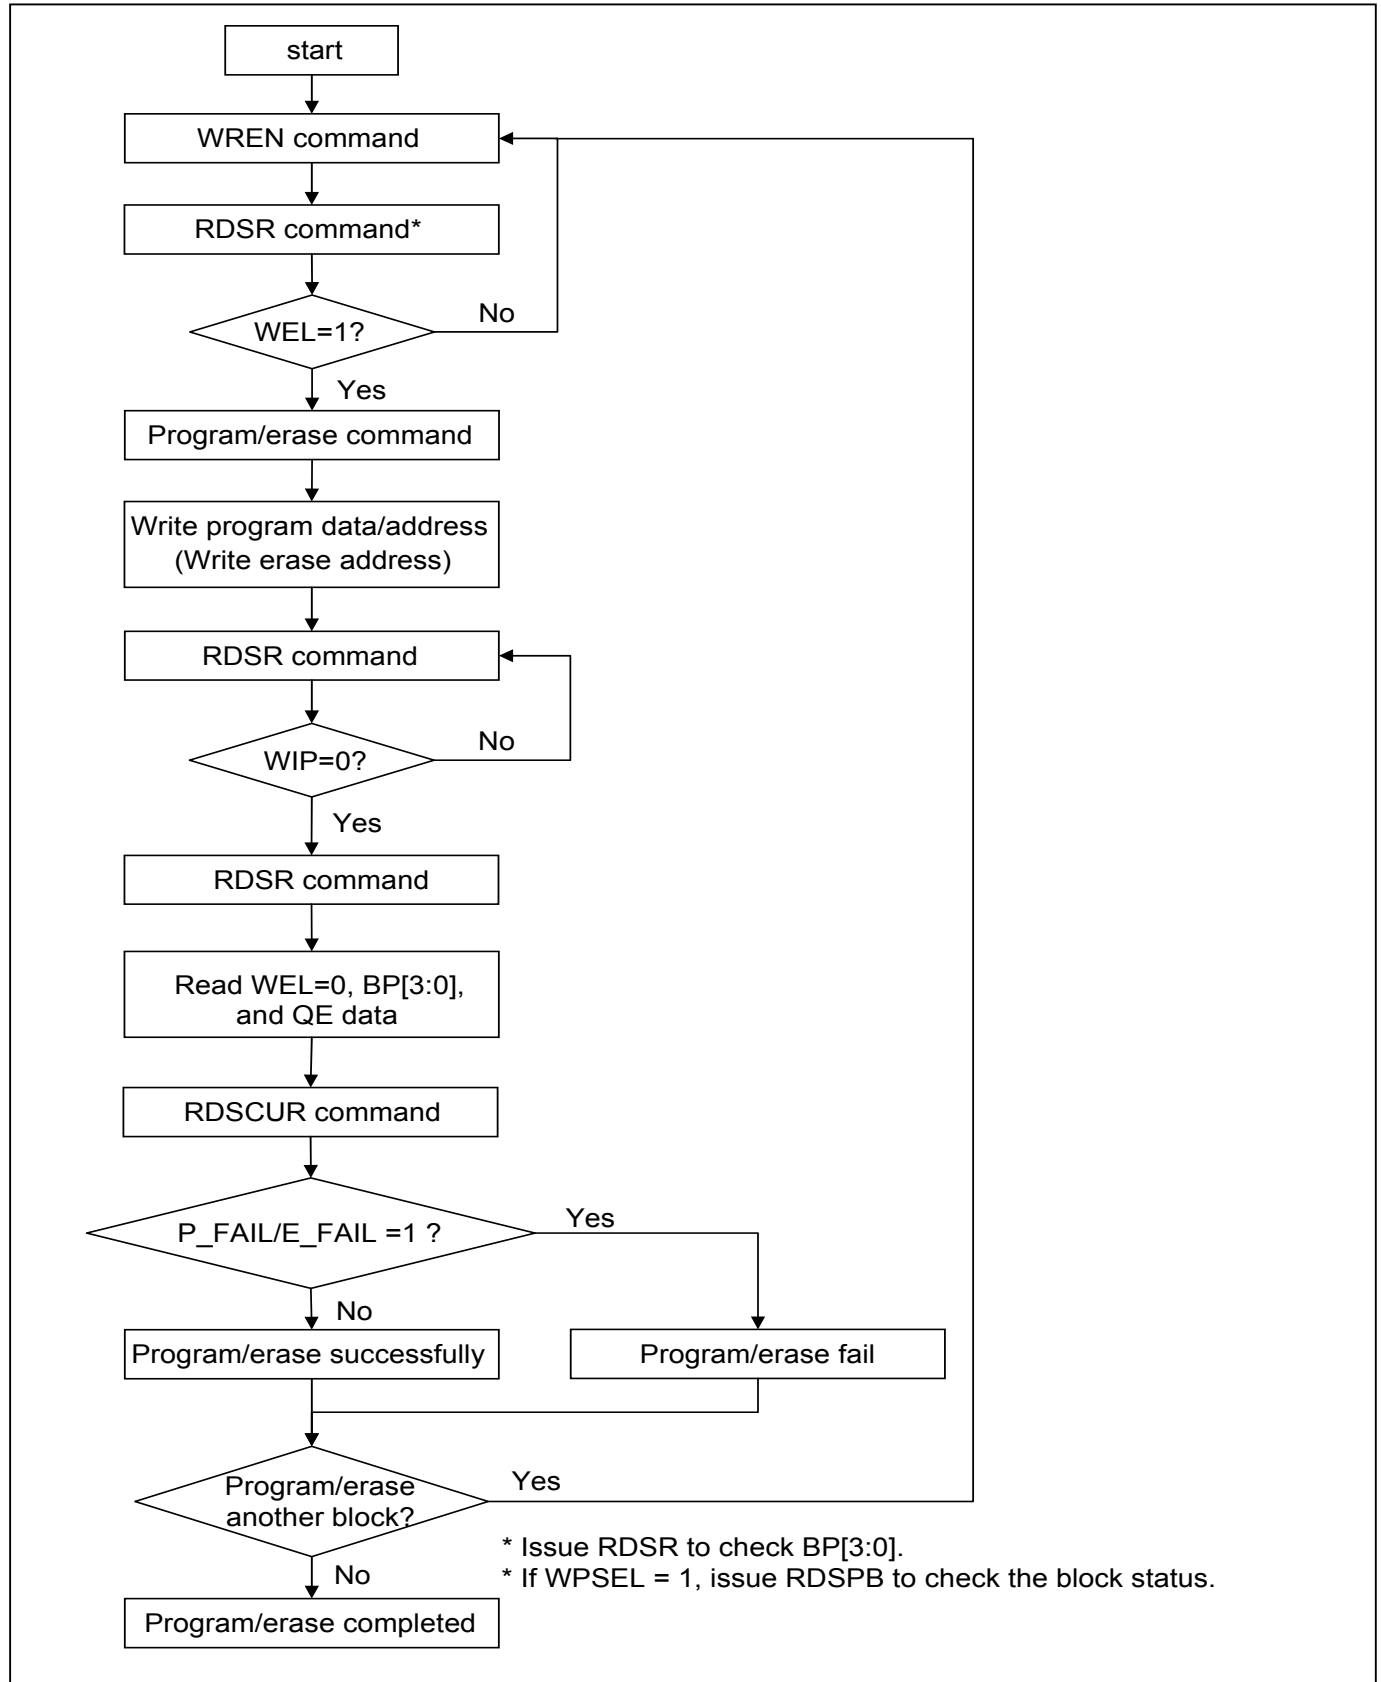 start
WREN command
RDSR command*
WEL=1?
No
Yes
Program/erase command
Write program data/address
(Write erase address)
RDSR command
WIP=0?
No
Yes
RDSR command
Read WEL=0, BP[3:0],
and QE data
RDSCUR command
P_FAIL/E_FAIL =1 ?
Yes
No
Program/erase successfully
Program/erase fail
Program/erase
another block?
Yes
No
* Issue RDSR to check BP[3:0].
* If WPSEL = 1, issue RDSPB to check the block status.
Program/erase completed